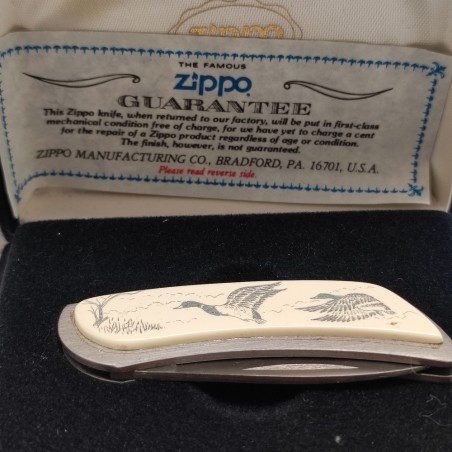 Zippo
THE FAMOUS
Zippo
GUARANTEE
This Zippo knife, when returned to our factory, will be put in first-class
mechanical condition free of charge, for we have yet to charge a cent
for the repair of a Zippo product regardless of age or condition.
The finish, however, is not guaranteed.
ZIPPO MANUFACTURING CO., BRADFORD, PA. 16701, U.S.A.
Please read reverse side.